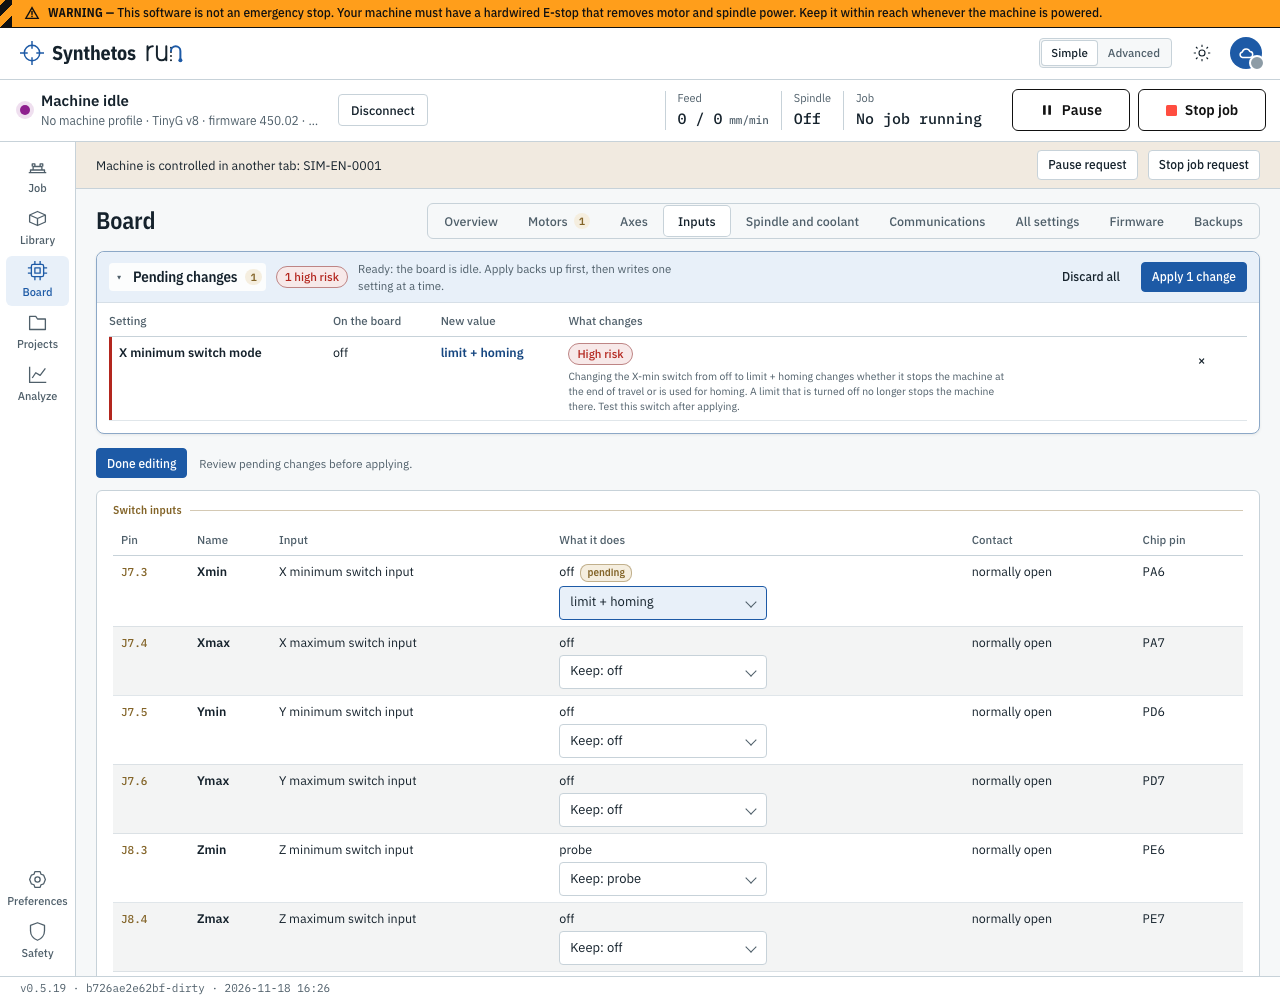 WARNING — This software is not an emergency stop. Your machine must have a hardwired E-stop that removes motor and spindle power. Keep it within reach whenever the machine is powered.
Synthetos run
Simple
Advanced
Machine idle
No machine profile · TinyG v8 · firmware 450.02 · ...
Disconnect
Feed
0 / 0 mm/min
Spindle
Off
Job
No job running
Pause
Stop job
Job
Library
Board
Projects
Analyze
Preferences
Safety
Machine is controlled in another tab: SIM-EN-0001
Pause request
Stop job request
Board
Overview
Motors 1
Axes
Inputs
Spindle and coolant
Communications
All settings
Firmware
Backups
Pending changes 1
1 high risk
Ready: the board is idle. Apply backs up first, then writes one
setting at a time.
Discard all
Apply 1 change
Setting On the board New value What changes
X minimum switch mode off limit + homing High risk
Changing the X-min switch from off to limit + homing changes whether it stops the machine at
the end of travel or is used for homing. A limit that is turned off no longer stops the machine
there. Test this switch after applying.
×
Done editing
Review pending changes before applying.
Switch inputs
Pin Name Input What it does Contact Chip pin
J7.3 Xmin X minimum switch input off pending normally open PA6
limit + homing
J7.4 Xmax X maximum switch input off normally open PA7
Keep: off
J7.5 Ymin Y minimum switch input off normally open PD6
Keep: off
J7.6 Ymax Y maximum switch input off normally open PD7
Keep: off
J8.3 Zmin Z minimum switch input probe normally open PE6
Keep: probe
J8.4 Zmax Z maximum switch input off normally open PE7
Keep: off
v0.5.19 · b726ae2e62bf-dirty · 2026-11-18 16:26